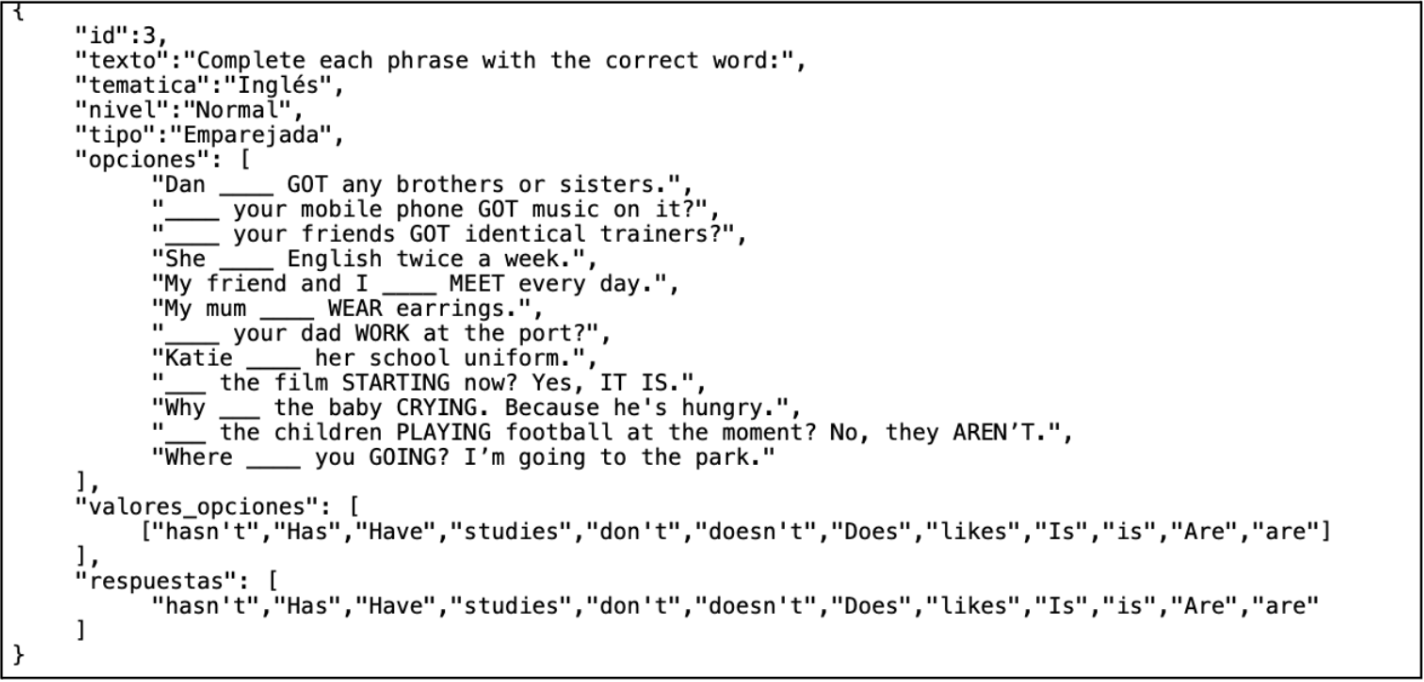 {
"id":3,
"texto":"Complete each phrase with the correct word:",
"tematica":"Inglés",
"nivel":"Normal",
"tipo":"Emparejada",
"opciones": [
"Dan ____ GOT any brothers or sisters.",
"____ your mobile phone GOT music on it?",
"____ your friends GOT identical trainers?",
"She ____ English twice a week.",
"My friend and I ____ MEET every day.",
"My mum ____ WEAR earrings.",
"____ your dad WORK at the port?",
"Katie ____ her school uniform.",
"___ the film STARTING now? Yes, IT IS.",
"Why ___ the baby CRYING. Because he's hungry.",
"___ the children PLAYING football at the moment? No, they AREN’T.",
"Where ____ you GOING? I’m going to the park."
],
"valores_opciones": [
["hasn't","Has","Have","studies","don't","doesn't","Does","likes","Is","is","Are","are"]
],
"respuestas": [
"hasn't","Has","Have","studies","don't","doesn't","Does","likes","Is","is","Are","are"
]
}